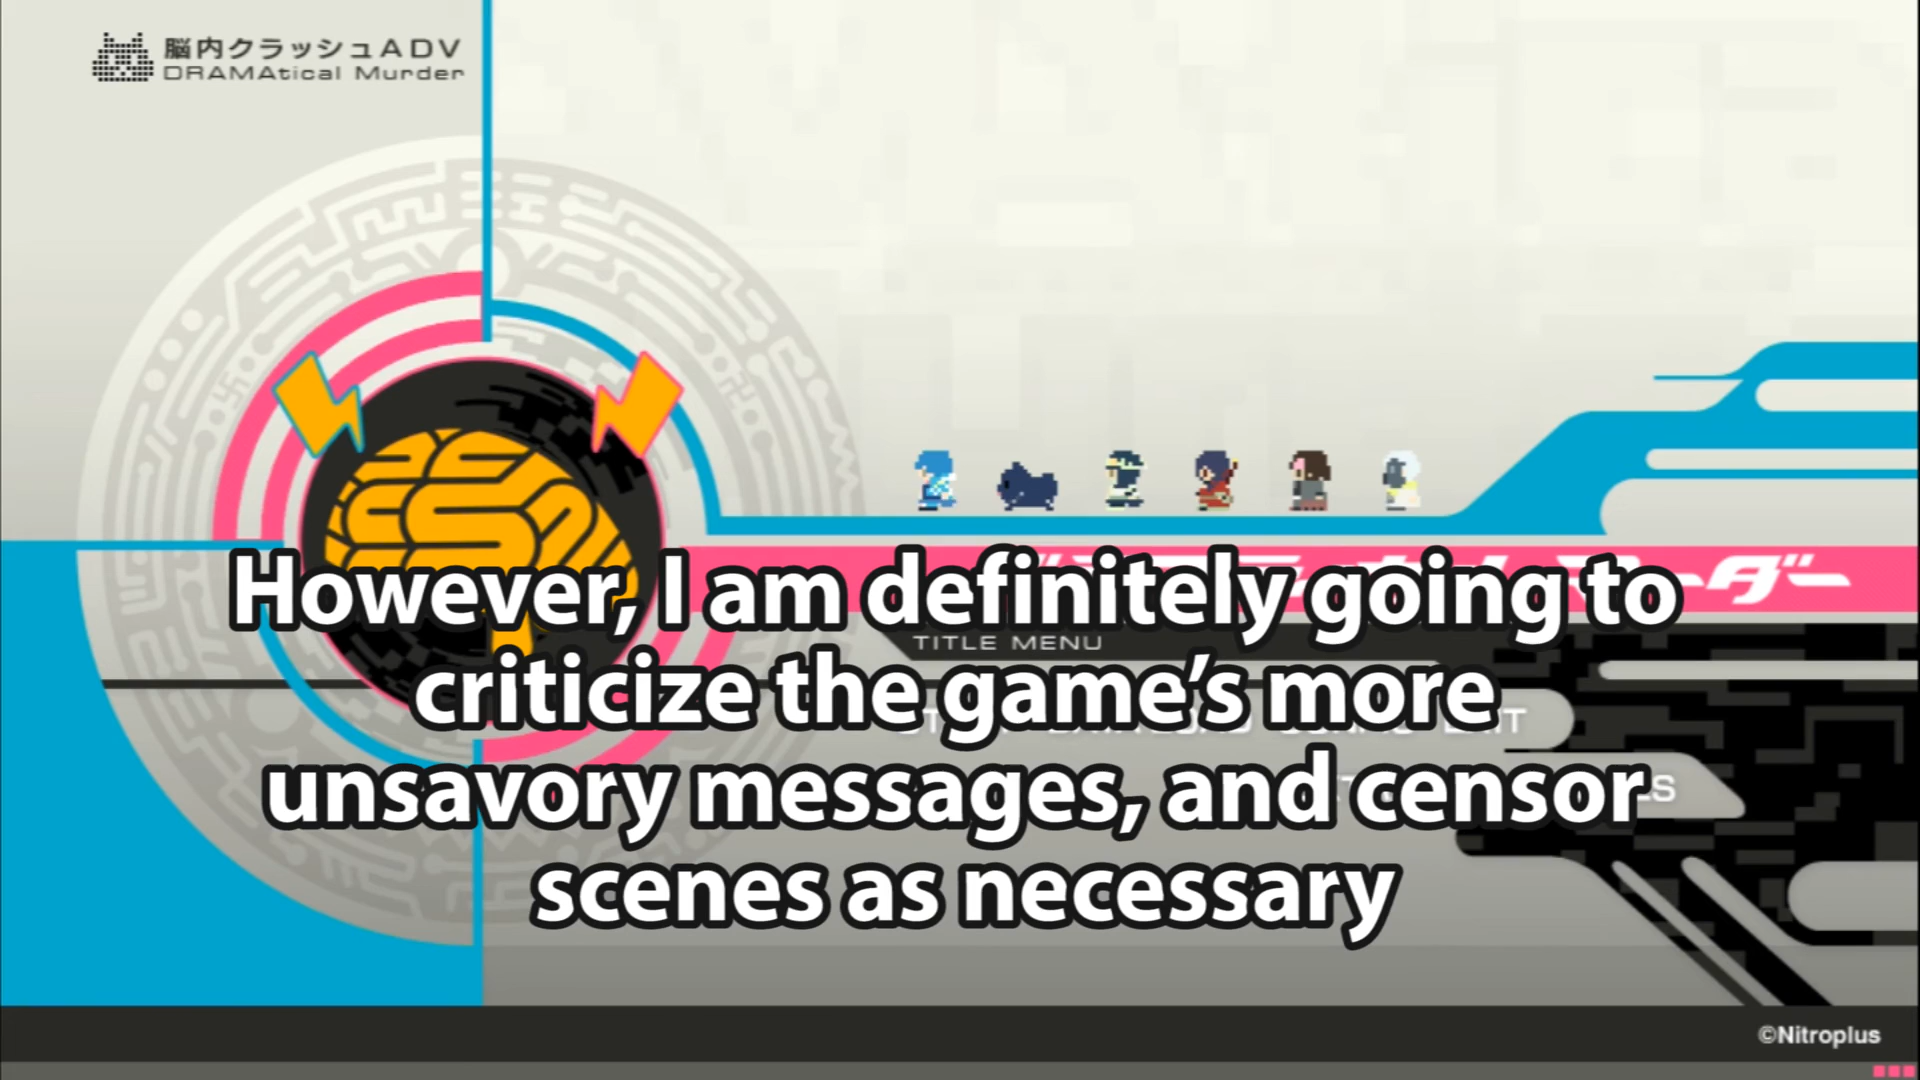 脳内クラッシュADV
DRAMAtical Murder
However, I am definitely going to
TITLE MENU
criticize the game's more
unsavory messages, and censor
scenes as necessary
©Nitroplus